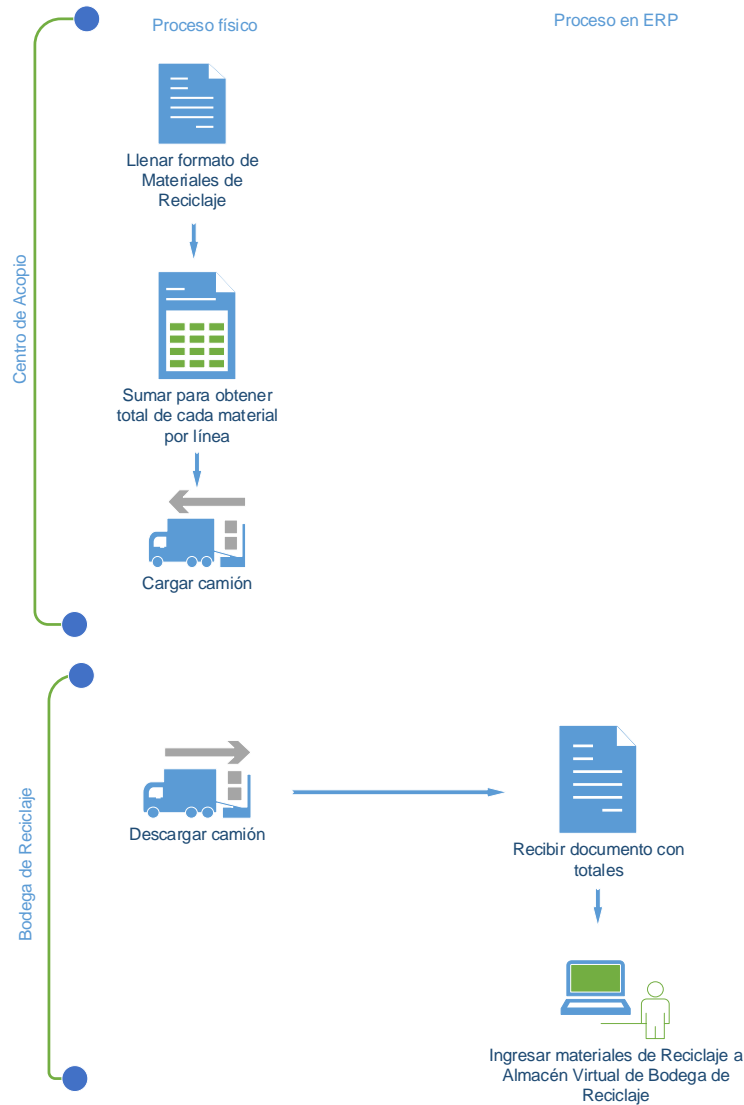 Proceso físico
Proceso en ERP
Centro de Acopio
Llenar formato de
Materiales de
Reciclaje
Sumar para obtener
total de cada material
por línea
Cargar camión
Bodega de Reciclaje
Descargar camión
Recibir documento con
totales
Ingresar materiales de Reciclaje a
Almacén Virtual de Bodega de
Reciclaje